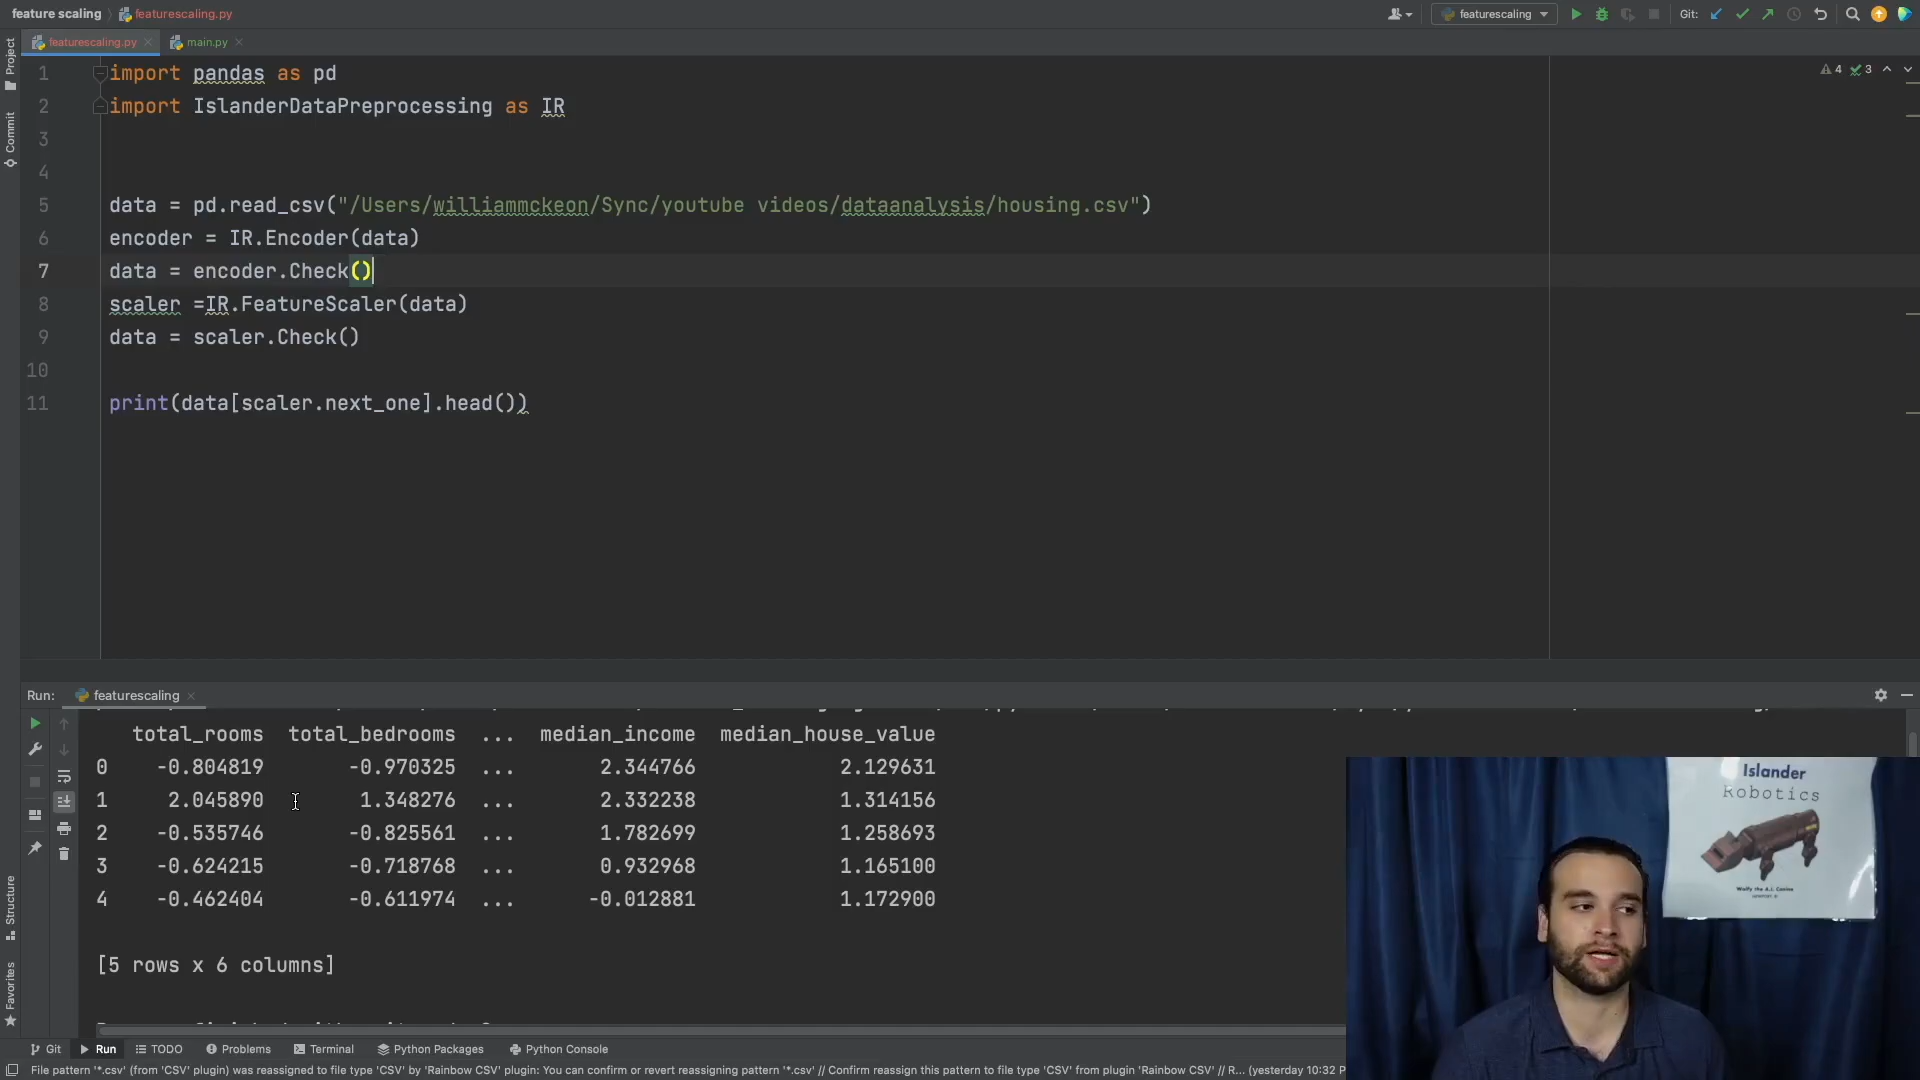 feature scaling featurescaling.py
featurescaling Git:
featurescaling.py main.py
Project
Commit
Structure
Favorites
4 3
1 import pandas as pd
2 import IslanderDataPreprocessing as IR
3
4
5 data = pd.read_csv("/Users/williammckeon/Sync/youtube videos/dataanalysis/housing.csv")
6 encoder = IR.Encoder(data)
7 data = encoder.Check()
8 scaler =IR.FeatureScaler(data)
9 data = scaler.Check()
10
11 print(data[scaler.next_one].head())
Run: featurescaling
total_rooms total_bedrooms ... median_income median_house_value
0 -0.804819 -0.970325 ... 2.344766 2.129631
1 2.045890 1.348276 ... 2.332238 1.314156
2 -0.535746 -0.825561 ... 1.782699 1.258693
3 -0.624215 -0.718768 ... 0.932968 1.165100
4 -0.462404 -0.611974 ... -0.012881 1.172900
[5 rows x 6 columns]
Islander
Robotics
Git Run TODO Problems Terminal Python Packages Python Console
File pattern '*.csv' (from 'CSV' plugin) was reassigned to file type 'CSV' by 'Rainbow CSV' plugin: You can confirm or revert reassigning pattern '*.csv' // Confirm reassign this pattern to file type 'CSV' from plugin 'Rainbow CSV' // R... (yesterday 10:32 P